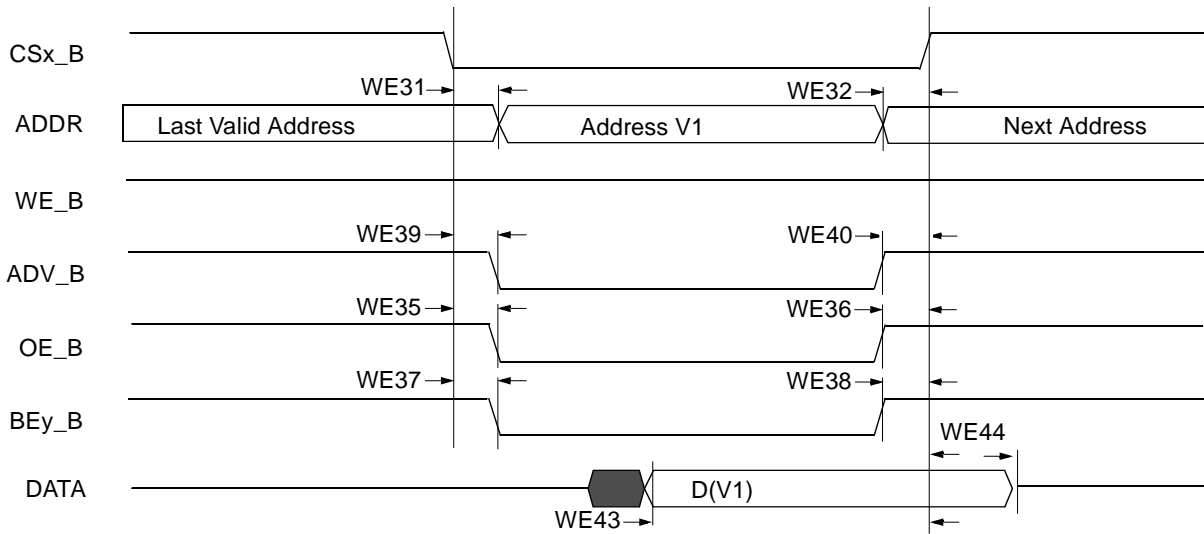 CSx_B
WE31
WE32
ADDR
Last Valid Address
Address V1
Next Address
WE_B
WE39
WE40
ADV_B
WE35
WE36
OE_B
WE37
WE38
BEy_B
WE44
DATA
D(V1)
WE43